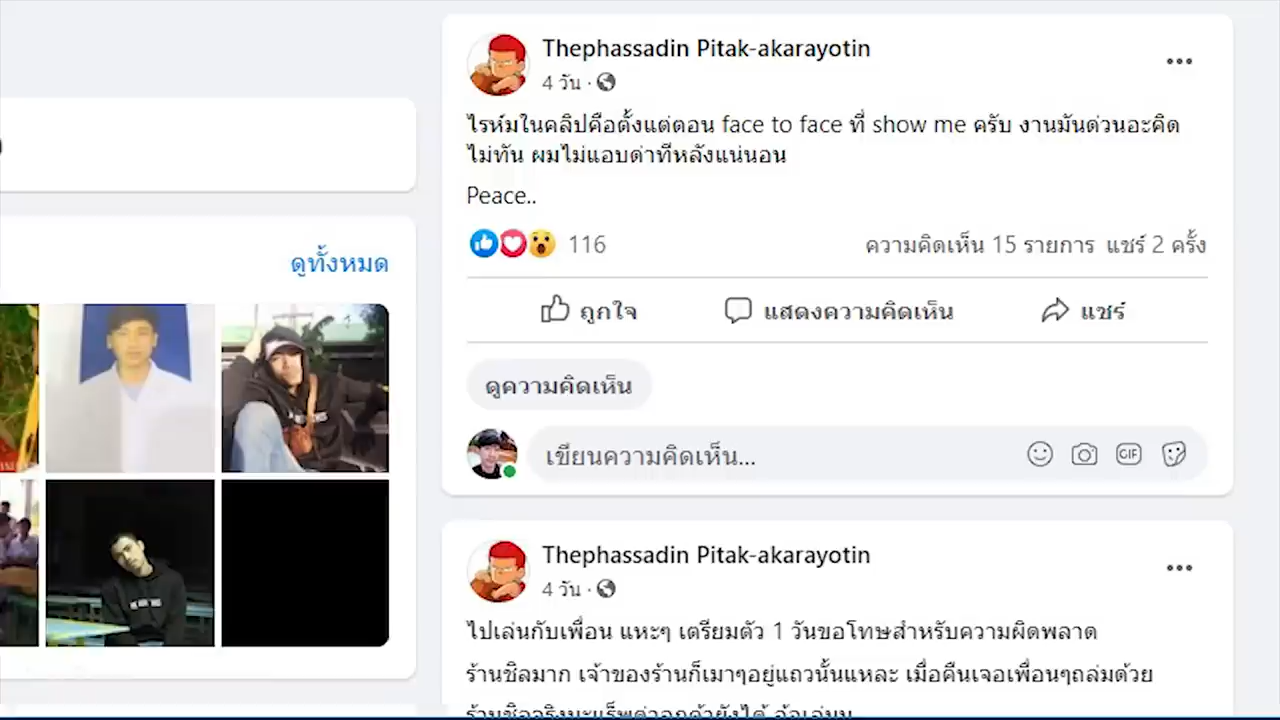 ดูทั้งหมด
Thephassadin Pitak-akarayotin
4 วัน ·
ไรห์มในคลิปคือตั้งแต่ตอน face to face ที่ show me ครับ งานมันด่วนอะคิด
ไม่ทัน ผมไม่แอบด่าทีหลังแน่นอน
Peace..
116
ความคิดเห็น 15 รายการ แชร์ 2 ครั้ง
ถูกใจ
แสดงความคิดเห็น
แชร์
ดูความคิดเห็น
เขียนความคิดเห็น...
GIF
Thephassadin Pitak-akarayotin
4 วัน ·
ไปเล่นกับเพื่อน แหะๆ เตรียมตัว 1 วันขอโทษสำหรับความผิดพลาด
ร้านชิลมาก เจ้าของร้านก็เมาๆอยู่แถวนั้นแหละ เมื่อคืนเจอเพื่อนๆถล่มด้วย